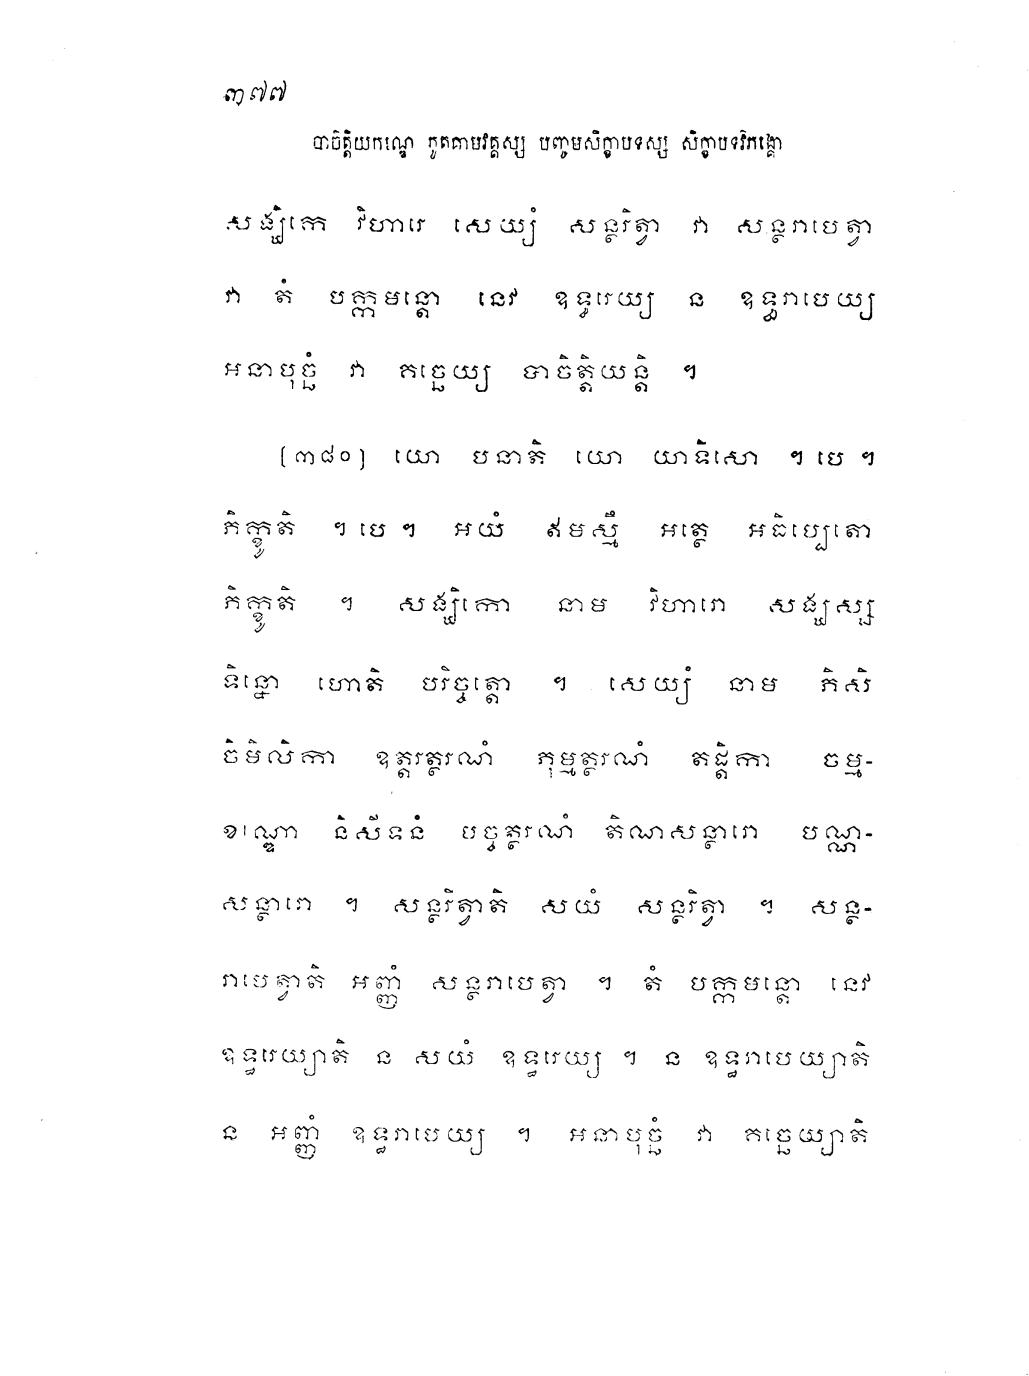 ៣៧៧
បាចិត្តិយកណ្ឌេ ភូតគាមវគ្គស្ស បញ្ចមសិក្ខាបទស្ស សិក្ខាបទវិភង្គោ
សង្ឃិកេ វិហារេ សេយ្យំ សន្ថរិត្វា វា សន្ថរាបេត្វា
វា តំ បក្កមន្តោ នេវ ឧទ្ធរេយ្យ ន ឧទ្ធរាបេយ្យ
អនាបុច្ឆំ វា គច្ឆេយ្យ បាចិត្តិយន្តិ ។
(៣៨០) យោ បនាតិ យោ យាទិសោ ។ បេ ។
ភិក្ខូតិ ។ បេ ។ អយំ ឥមស្មឹ អត្ថេ អធិប្បេតោ
ភិក្ខូតិ ។ សង្ឃិកោ នាម វិហារោ សង្ឃស្ស
ទិន្នោ ហោតិ បរិច្ចត្តោ ។ សេយ្យំ នាម ភិសិ
ចិមិលិកា ឧត្តរត្ថរណំ ភុម្មត្ថរណំ តដ្តិកា ចម្ម-
ខណ្ឌោ និសីទនំ បច្ចត្ថរណំ តិណសន្ថារោ បណ្ណ-
សន្ថារោ ។ សន្ថរិត្វាតិ សយំ សន្ថរិត្វា ។ សន្ថ-
រាបេត្វាតិ អញ្ញំ សន្ថរាបេត្វា ។ តំ បក្កមន្តោ នេវ
ឧទ្ធរេយ្យាតិ ន សយំ ឧទ្ធរេយ្យ ។ ន ឧទ្ធរាបេយ្យាតិ
ន អញ្ញំ ឧទ្ធរាបេយ្យ ។ អនាបុច្ឆំ វា គច្ឆេយ្យាតិ